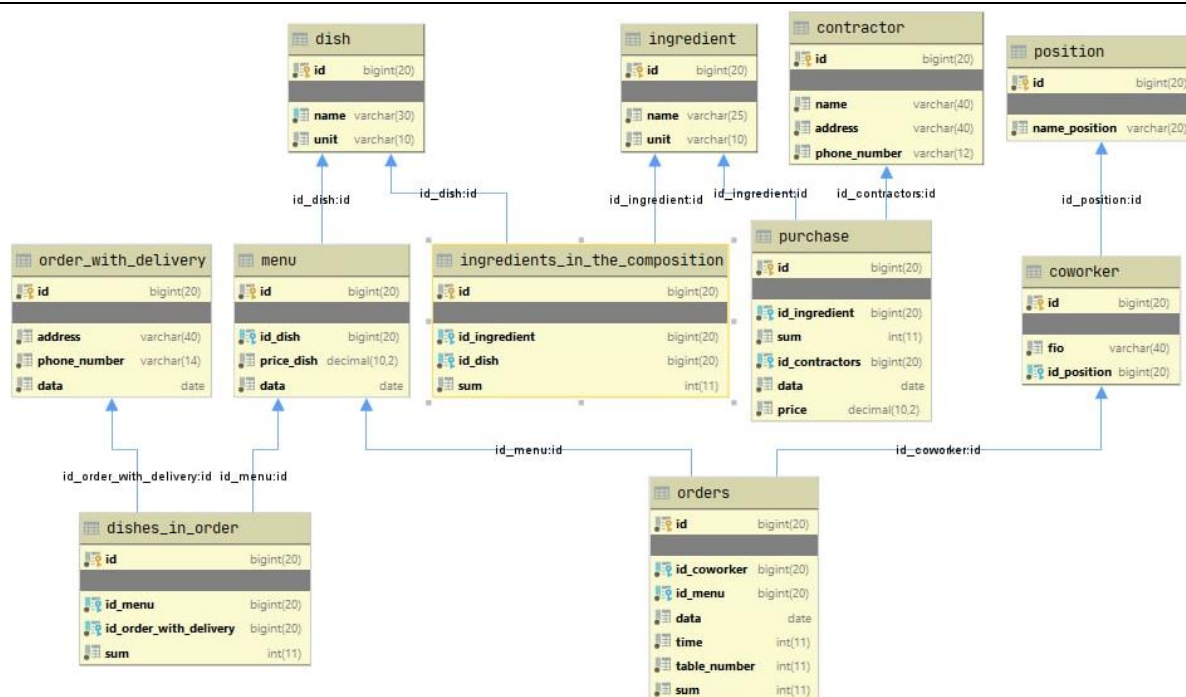 dish
id bigint(20)
name varchar(30)
unit varchar(10)
ingredient
id bigint(20)
name varchar(25)
unit varchar(10)
contractor
id bigint(20)
name varchar(40)
address varchar(40)
phone_number varchar(12)
position
id bigint(20)
name_position varchar(20)
id_dish:id
id_dish:id
id_ingredient:id
id_ingredient:id
id_contractors:id
id_position:id
order_with_delivery
id bigint(20)
address varchar(40)
phone_number varchar(14)
data date
menu
id bigint(20)
id_dish bigint(20)
price_dish decimal(10,2)
data date
ingredients_in_the_composition
id bigint(20)
id_ingredient bigint(20)
id_dish bigint(20)
sum int(11)
purchase
id bigint(20)
id_ingredient bigint(20)
sum int(11)
id_contractors bigint(20)
data date
price decimal(10,2)
coworker
id bigint(20)
fio varchar(40)
id_position bigint(20)
id_order_with_delivery:id
id_menu:id
id_menu:id
id_coworker:id
dishes_in_order
id bigint(20)
id_menu bigint(20)
id_order_with_delivery bigint(20)
sum int(11)
orders
id bigint(20)
id_coworker bigint(20)
id_menu bigint(20)
data date
time int(11)
table_number int(11)
sum int(11)